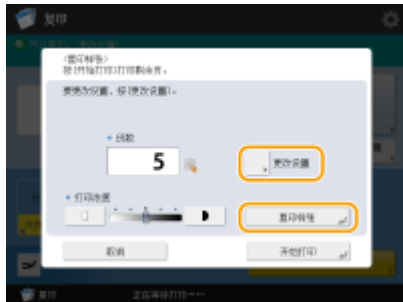 复印
<复印样张>
按[开始打印]打印剩余页。
要更改设置，按[更改设置]。
份数
5
更改设置
打印浓度
复印样张
取消
开始打印
复印
正在等待打印…